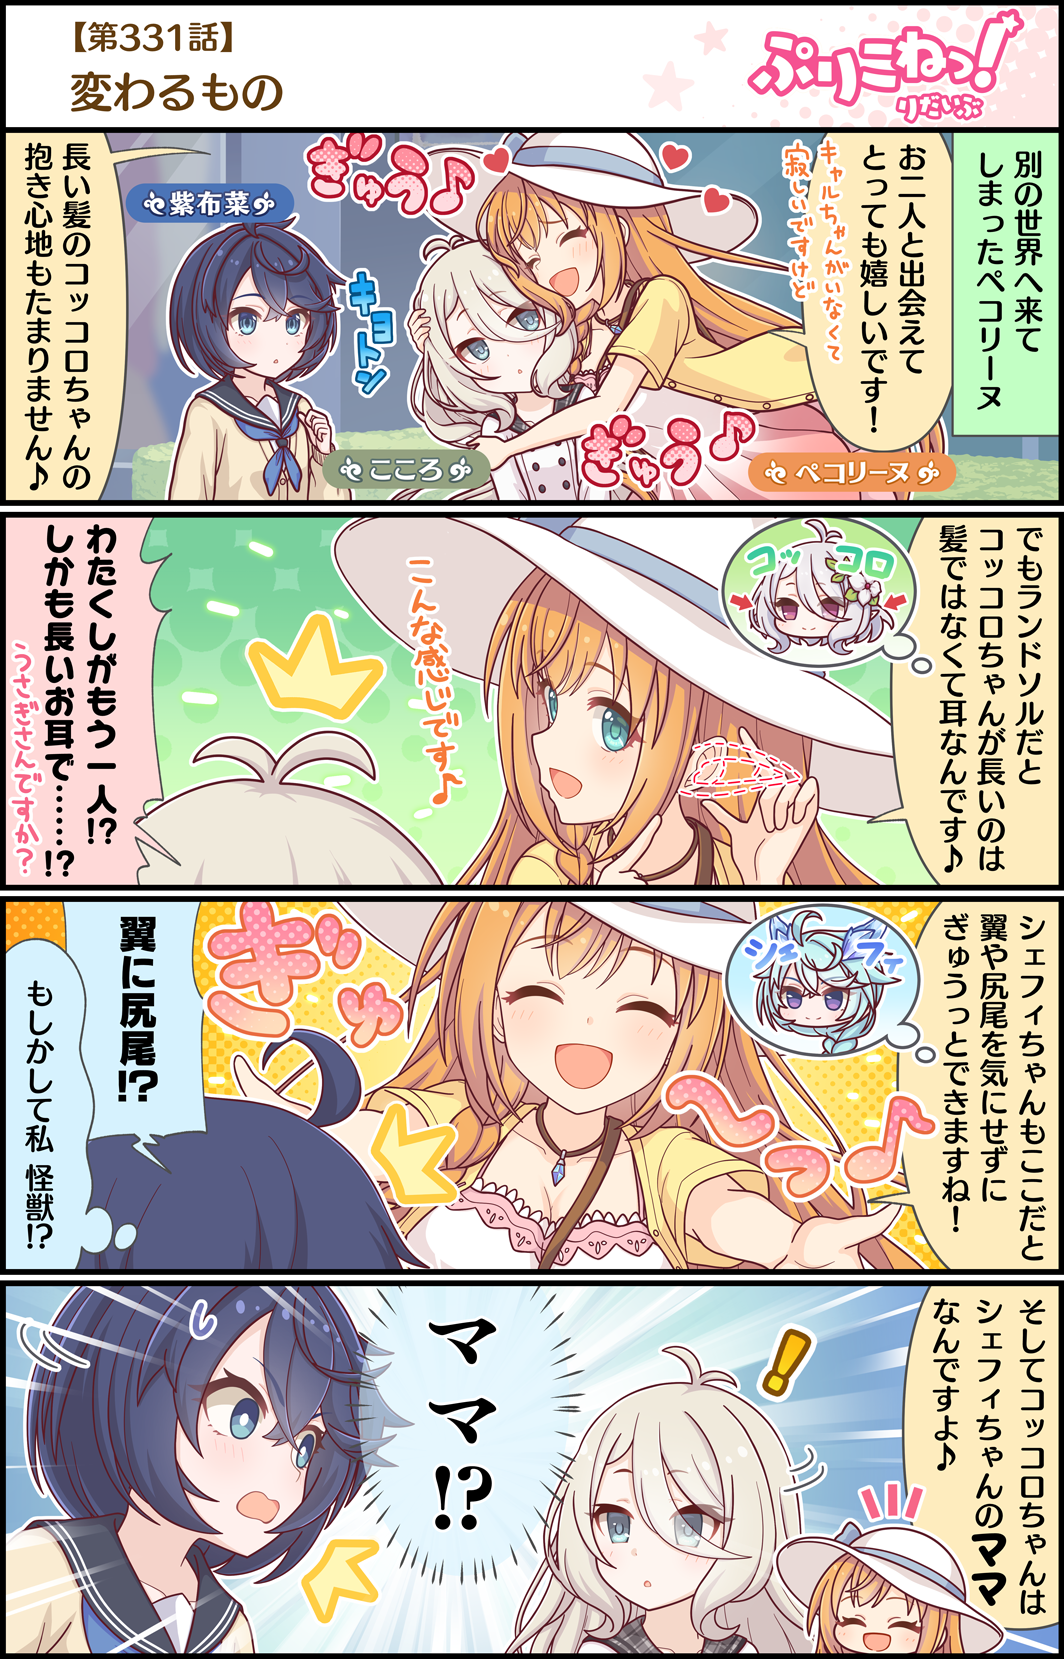 【第331話】
変わるもの
ぷりこねっ!
りだいぶ
別の世界へ来て
しまったペコリーヌ
お二人と出会えて
とっても嬉しいです!
キャルちゃんがいなくて
寂しいですけど
ぎゅう♪
ぎゅう♪
ペコリーヌ
こころ
キョトン
紫布菜
長い髪のコッコロちゃんの
抱き心地もたまりません♪
でもランドソルだと
コッコロちゃんが長いのは
髪ではなくて耳なんです♪
コッコロ
こんな感じです♪
わたくしがもう一人!?
しかも長いお耳で……!?
うさぎさんですか?
シェフィちゃんもここだと
翼や尻尾を気にせずに
ぎゅうっとできますね!
シェフィ
ギュッ
~っ♪
翼に尻尾!?
もしかして私 怪獣!?
そしてコッコロちゃんは
シェフィちゃんのママ
なんですよ♪
!
ママ!?